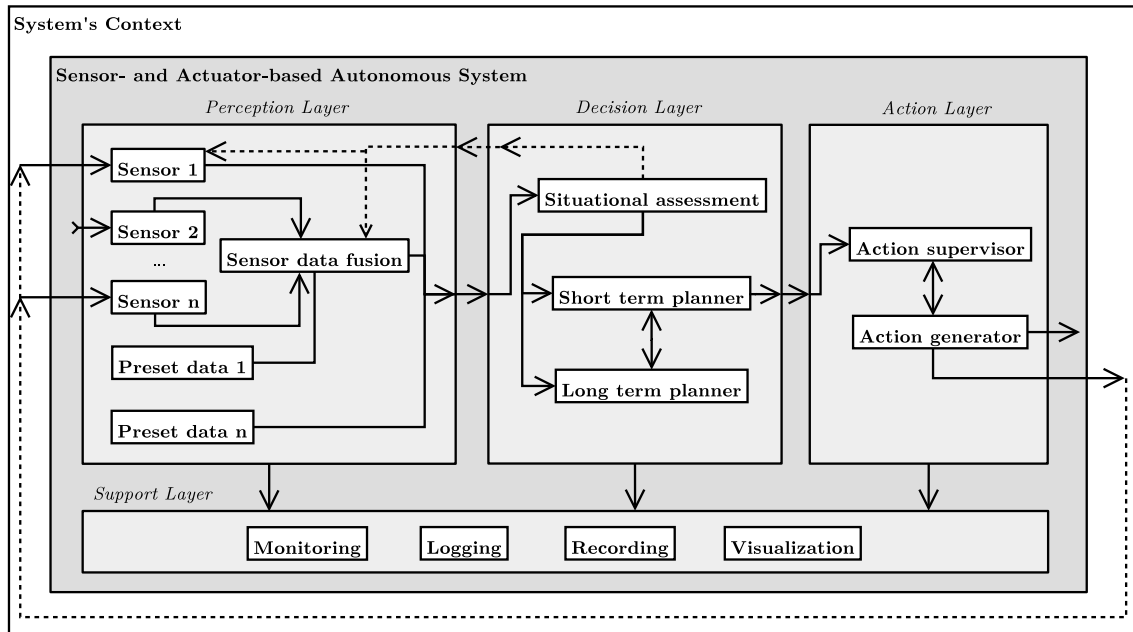 System's Context
Sensor- and Actuator-based Autonomous System
Perception Layer
Decision Layer
Action Layer
Sensor 1
Sensor 2
...
Sensor n
Sensor data fusion
Preset data 1
Preset data n
Situational assessment
Short term planner
Long term planner
Action supervisor
Action generator
Support Layer
Monitoring
Logging
Recording
Visualization